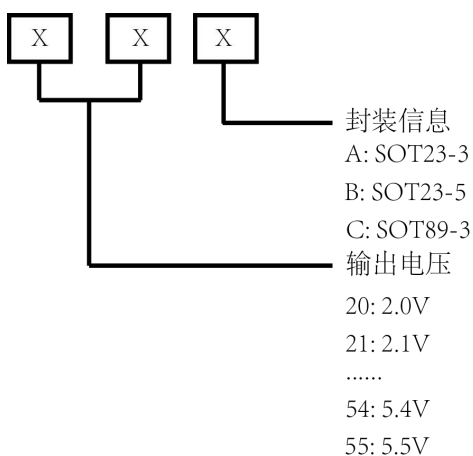 X X X
封装信息
A: SOT23-3
B: SOT23-5
C: SOT89-3
输出电压
20: 2.0V
21: 2.1V
......
54: 5.4V
55: 5.5V